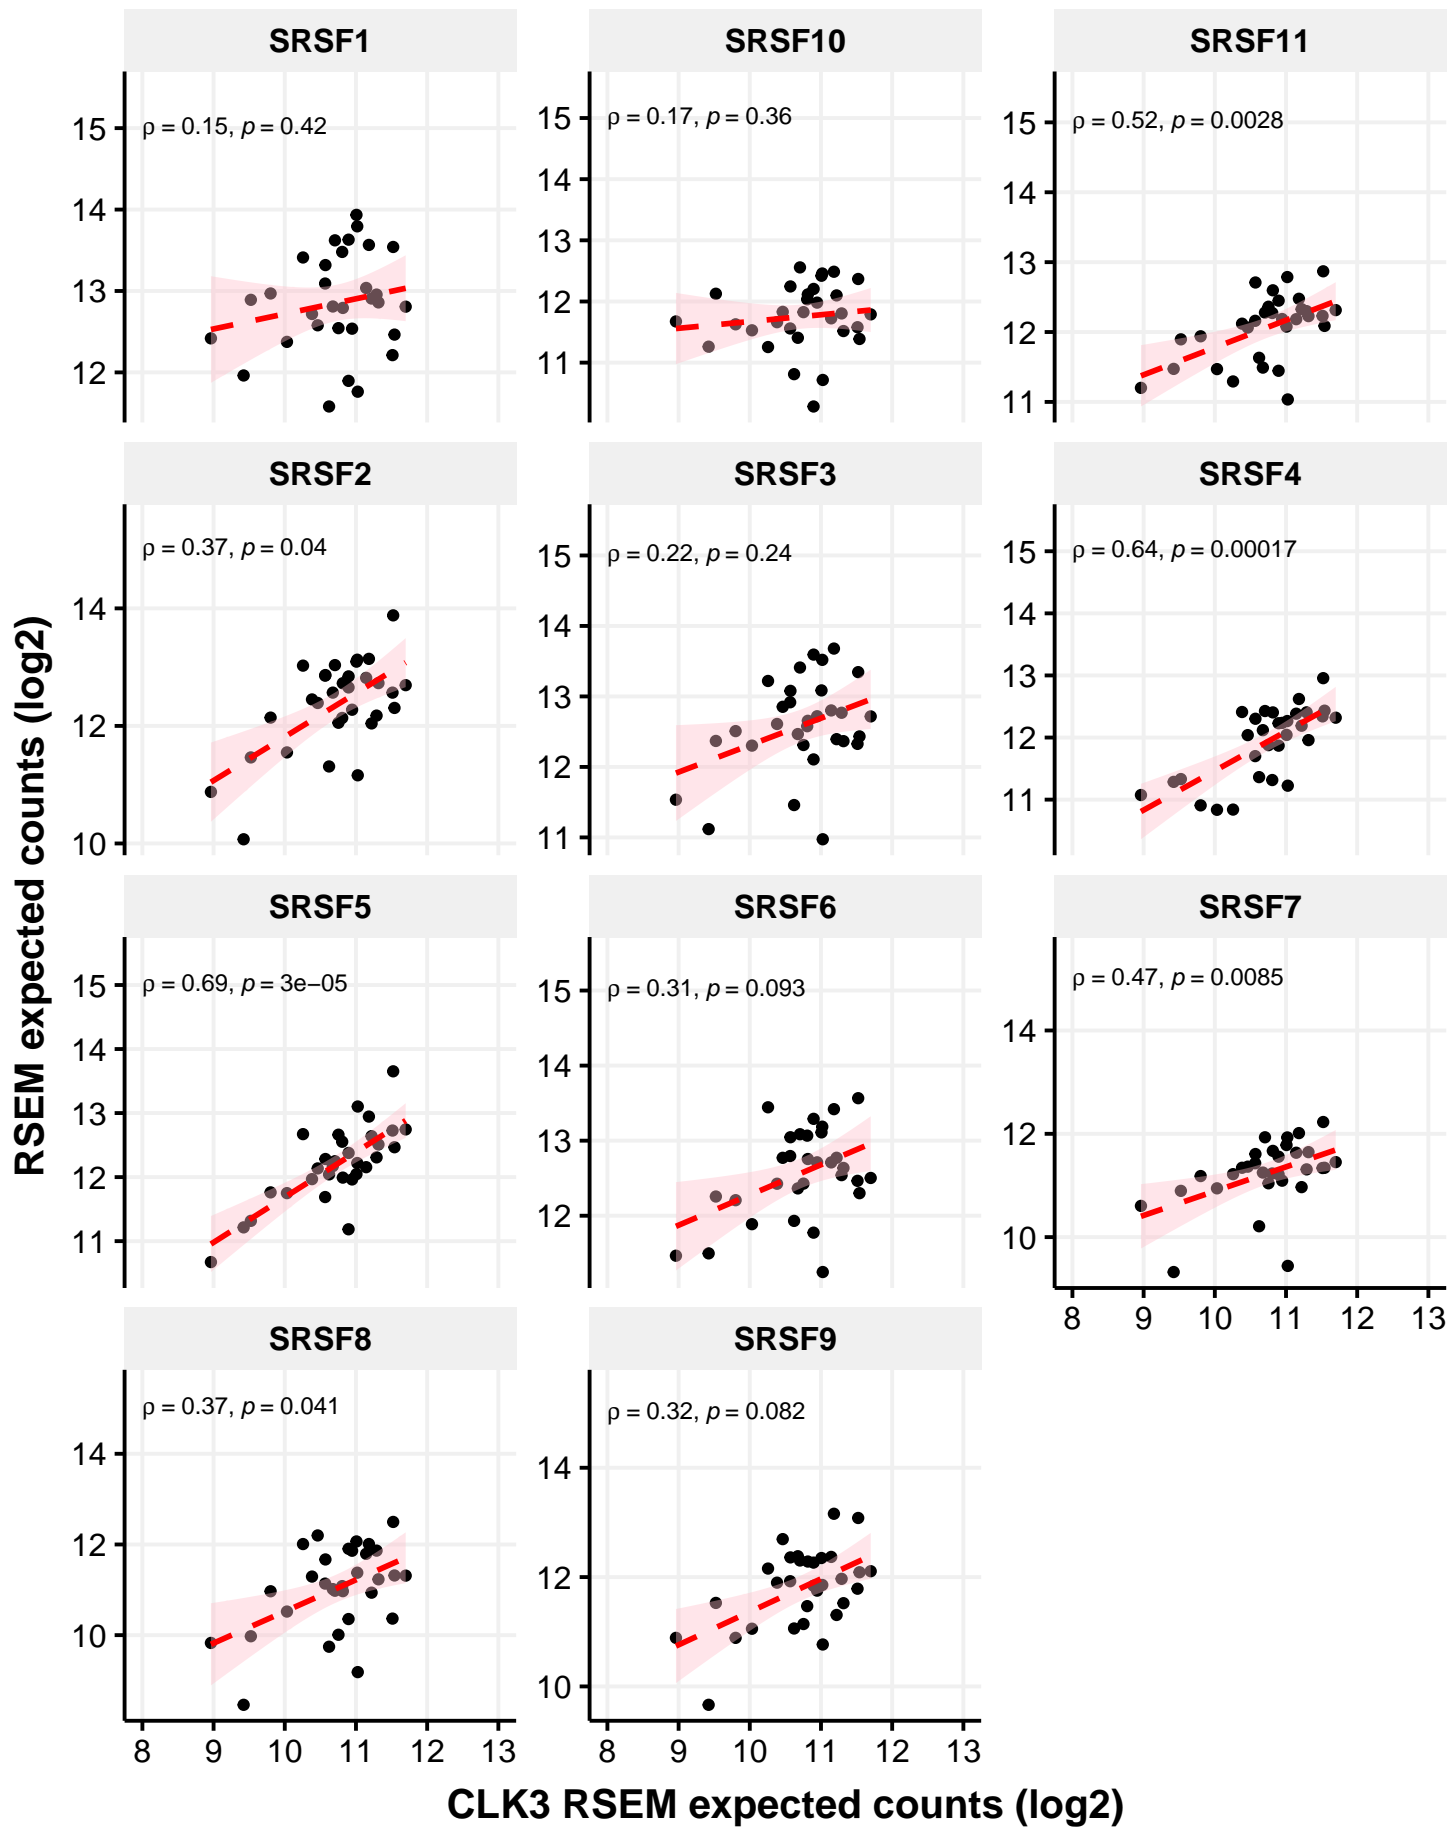 SRSF1
SRSF10
SRSF11
ρ = 0.15, p = 0.42
15
14
13
12
ρ = 0.17, p = 0.36
15
14
13
12
11
ρ = 0.52, p = 0.0028
15
14
13
12
11
SRSF2
SRSF3
SRSF4
ρ = 0.37, p = 0.04
14
12
10
ρ = 0.22, p = 0.24
15
14
13
12
11
ρ = 0.64, p = 0.00017
15
14
13
12
11
SRSF5
SRSF6
SRSF7
ρ = 0.69, p = 3e−05
15
14
13
12
11
ρ = 0.31, p = 0.093
15
14
13
12
ρ = 0.47, p = 0.0085
14
12
10
8 9 10 11 12 13
SRSF8
SRSF9
ρ = 0.37, p = 0.041
14
12
10
8 9 10 11 12 13
ρ = 0.32, p = 0.082
14
12
10
8 9 10 11 12 13
RSEM expected counts (log2)
CLK3 RSEM expected counts (log2)